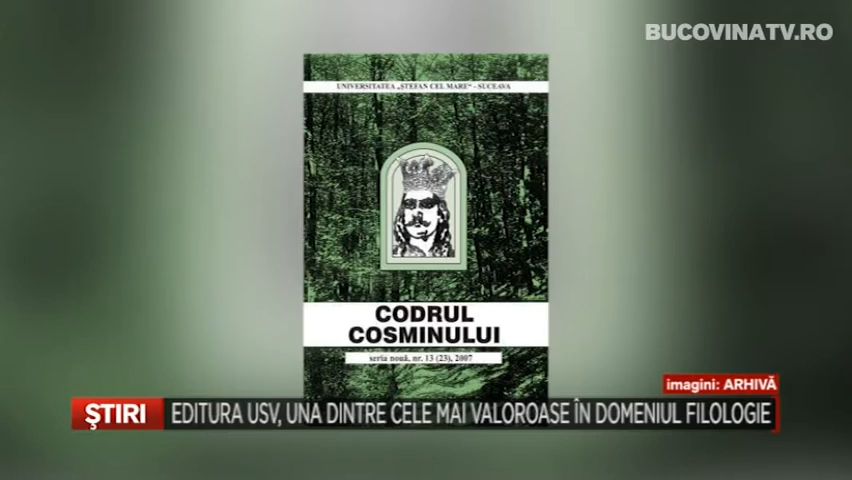 BUCOVINATV.RO
UNIVERSITATEA „ŞTEFAN CEL MARE“ - SUCEAVA
CODRUL
COSMINULUI
seria nouă, nr. 13 (23), 2007
imagini: ARHIVĂ
ŞTIRI
EDITURA USV, UNA DINTRE CELE MAI VALOROASE ÎN DOMENIUL FILOLOGIE